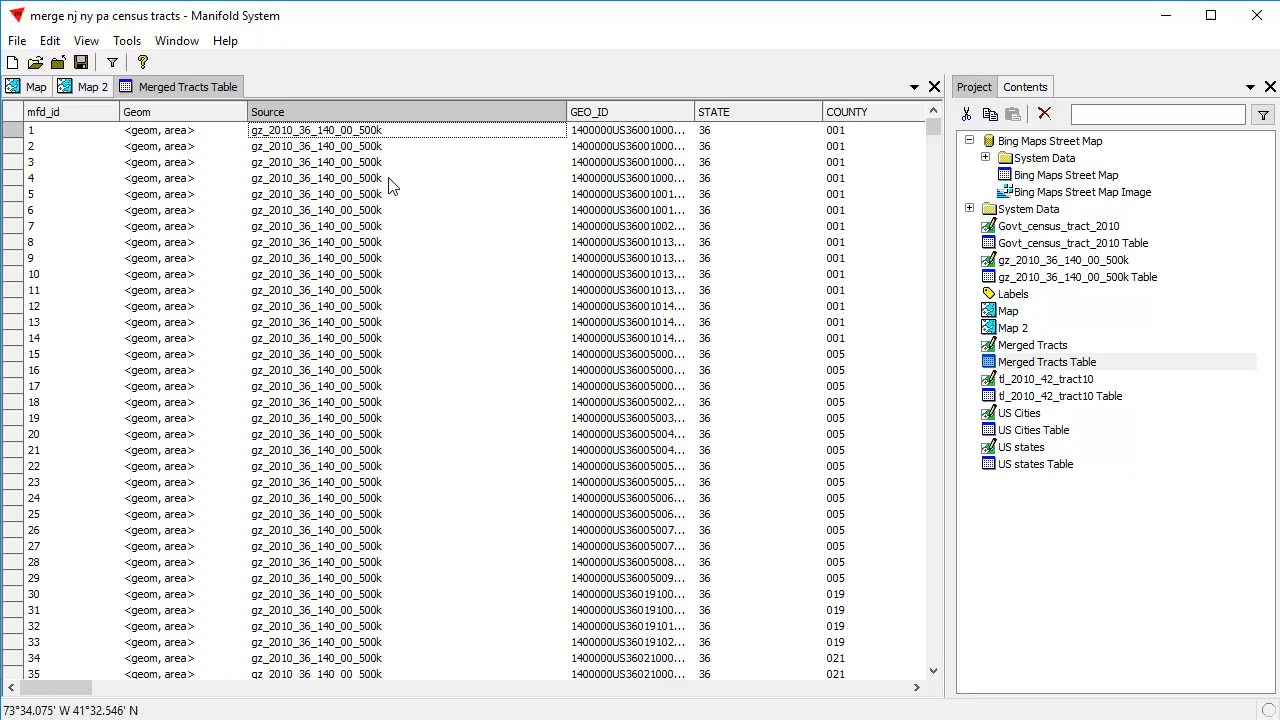 merge nj ny pa census tracts - Manifold System
File Edit View Tools Window Help
Map Map 2 Merged Tracts Table
mfd_id Geom Source GEO_ID STATE COUNTY
1 <geom, area> gz_2010_36_140_00_500k 1400000US36001000... 36 001
2 <geom, area> gz_2010_36_140_00_500k 1400000US36001000... 36 001
3 <geom, area> gz_2010_36_140_00_500k 1400000US36001000... 36 001
4 <geom, area> gz_2010_36_140_00_500k 1400000US36001000... 36 001
5 <geom, area> gz_2010_36_140_00_500k 1400000US36001001... 36 001
6 <geom, area> gz_2010_36_140_00_500k 1400000US36001001... 36 001
7 <geom, area> gz_2010_36_140_00_500k 1400000US36001002... 36 001
8 <geom, area> gz_2010_36_140_00_500k 1400000US36001013... 36 001
9 <geom, area> gz_2010_36_140_00_500k 1400000US36001013... 36 001
10 <geom, area> gz_2010_36_140_00_500k 1400000US36001013... 36 001
11 <geom, area> gz_2010_36_140_00_500k 1400000US36001013... 36 001
12 <geom, area> gz_2010_36_140_00_500k 1400000US36001014... 36 001
13 <geom, area> gz_2010_36_140_00_500k 1400000US36001014... 36 001
14 <geom, area> gz_2010_36_140_00_500k 1400000US36001014... 36 001
15 <geom, area> gz_2010_36_140_00_500k 1400000US36005000... 36 005
16 <geom, area> gz_2010_36_140_00_500k 1400000US36005000... 36 005
17 <geom, area> gz_2010_36_140_00_500k 1400000US36005000... 36 005
18 <geom, area> gz_2010_36_140_00_500k 1400000US36005002... 36 005
19 <geom, area> gz_2010_36_140_00_500k 1400000US36005003... 36 005
20 <geom, area> gz_2010_36_140_00_500k 1400000US36005004... 36 005
21 <geom, area> gz_2010_36_140_00_500k 1400000US36005004... 36 005
22 <geom, area> gz_2010_36_140_00_500k 1400000US36005005... 36 005
23 <geom, area> gz_2010_36_140_00_500k 1400000US36005005... 36 005
24 <geom, area> gz_2010_36_140_00_500k 1400000US36005006... 36 005
25 <geom, area> gz_2010_36_140_00_500k 1400000US36005006... 36 005
26 <geom, area> gz_2010_36_140_00_500k 1400000US36005007... 36 005
27 <geom, area> gz_2010_36_140_00_500k 1400000US36005007... 36 005
28 <geom, area> gz_2010_36_140_00_500k 1400000US36005008... 36 005
29 <geom, area> gz_2010_36_140_00_500k 1400000US36005009... 36 005
30 <geom, area> gz_2010_36_140_00_500k 1400000US36019100... 36 019
31 <geom, area> gz_2010_36_140_00_500k 1400000US36019100... 36 019
32 <geom, area> gz_2010_36_140_00_500k 1400000US36019101... 36 019
33 <geom, area> gz_2010_36_140_00_500k 1400000US36019102... 36 019
34 <geom, area> gz_2010_36_140_00_500k 1400000US36021000... 36 021
35 <geom, area> gz_2010_36_140_00_500k 1400000US36021000... 36 021
Project Contents
Bing Maps Street Map
System Data
Bing Maps Street Map
Bing Maps Street Map Image
System Data
Govt_census_tract_2010
Govt_census_tract_2010 Table
gz_2010_36_140_00_500k
gz_2010_36_140_00_500k Table
Labels
Map
Map 2
Merged Tracts
Merged Tracts Table
tl_2010_42_tract10
tl_2010_42_tract10 Table
US Cities
US Cities Table
US states
US states Table
73°34.075' W 41°32.546' N